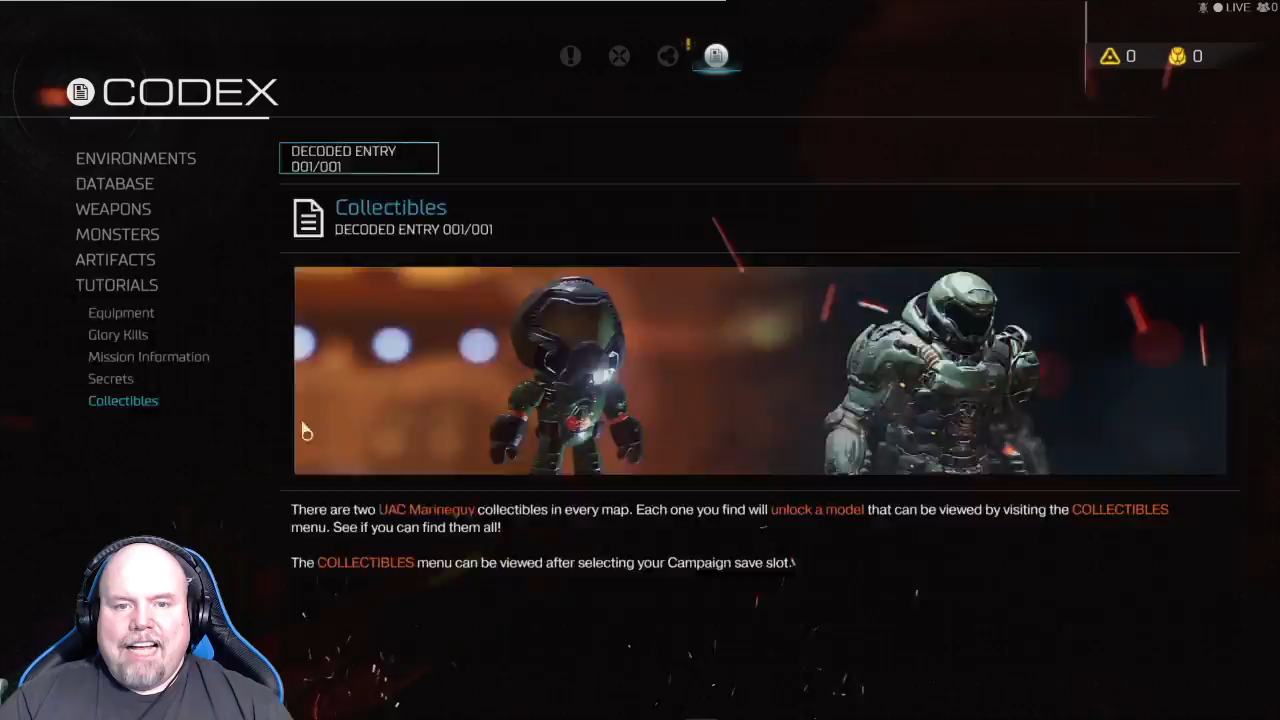 LIVE 0
0 0
CODEX
ENVIRONMENTS
DATABASE
WEAPONS
MONSTERS
ARTIFACTS
TUTORIALS
Equipment
Glory Kills
Mission Information
Secrets
Collectibles
DECODED ENTRY
001/001
Collectibles
DECODED ENTRY 001/001
There are two UAC Marineguy collectibles in every map. Each one you find will unlock a model that can be viewed by visiting the COLLECTIBLES
menu. See if you can find them all!
The COLLECTIBLES menu can be viewed after selecting your Campaign save slot.